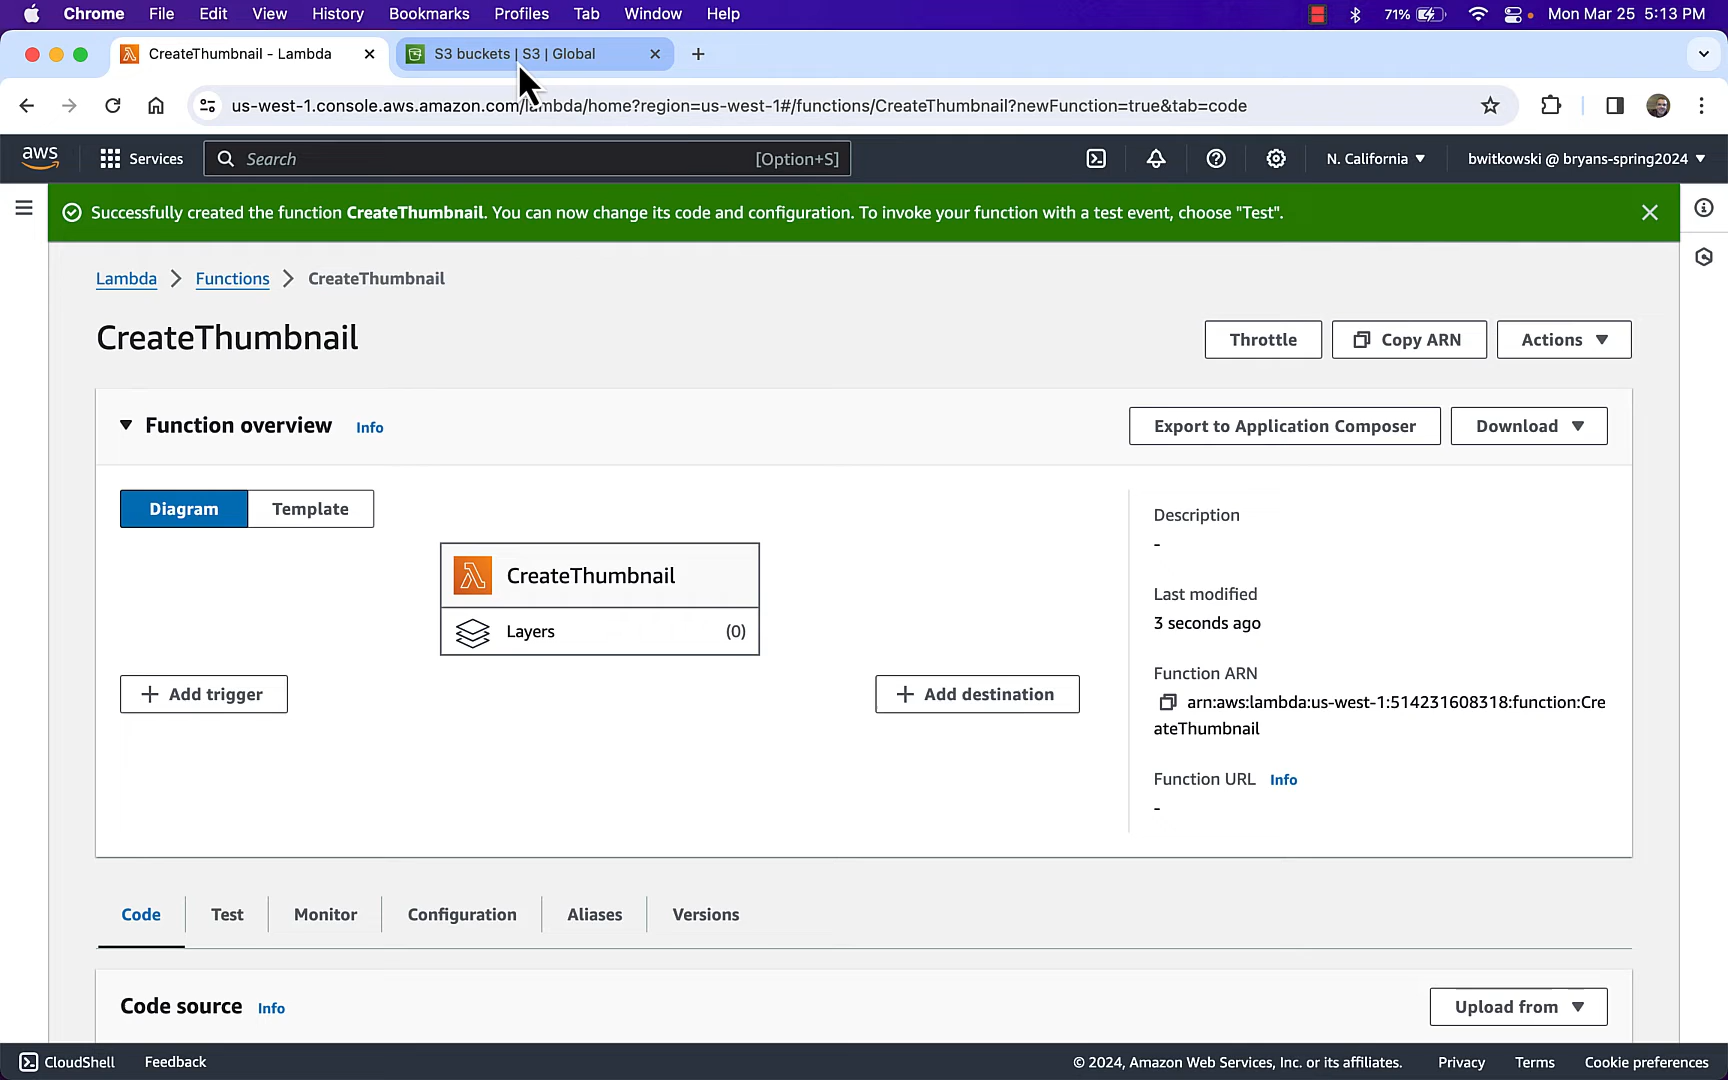 Chrome File Edit View History Bookmarks Profiles Tab Window Help 71% Mon Mar 25 5:13 PM
CreateThumbnail - Lambda S3 buckets | S3 | Global
us-west-1.console.aws.amazon.com/lambda/home?region=us-west-1#/functions/CreateThumbnail?newFunction=true&tab=code
aws Services Search [Option+S] N. California bwitkowski @ bryans-spring2024
Successfully created the function CreateThumbnail. You can now change its code and configuration. To invoke your function with a test event, choose "Test".
Lambda Functions CreateThumbnail
CreateThumbnail
Throttle Copy ARN Actions
Function overview Info
Export to Application Composer Download
Diagram Template
CreateThumbnail
Layers (0)
+ Add trigger
+ Add destination
Description
-
Last modified
3 seconds ago
Function ARN
arn:aws:lambda:us-west-1:514231608318:function:Cre
ateThumbnail
Function URL Info
-
Code Test Monitor Configuration Aliases Versions
Code source Info
Upload from
CloudShell Feedback © 2024, Amazon Web Services, Inc. or its affiliates. Privacy Terms Cookie preferences